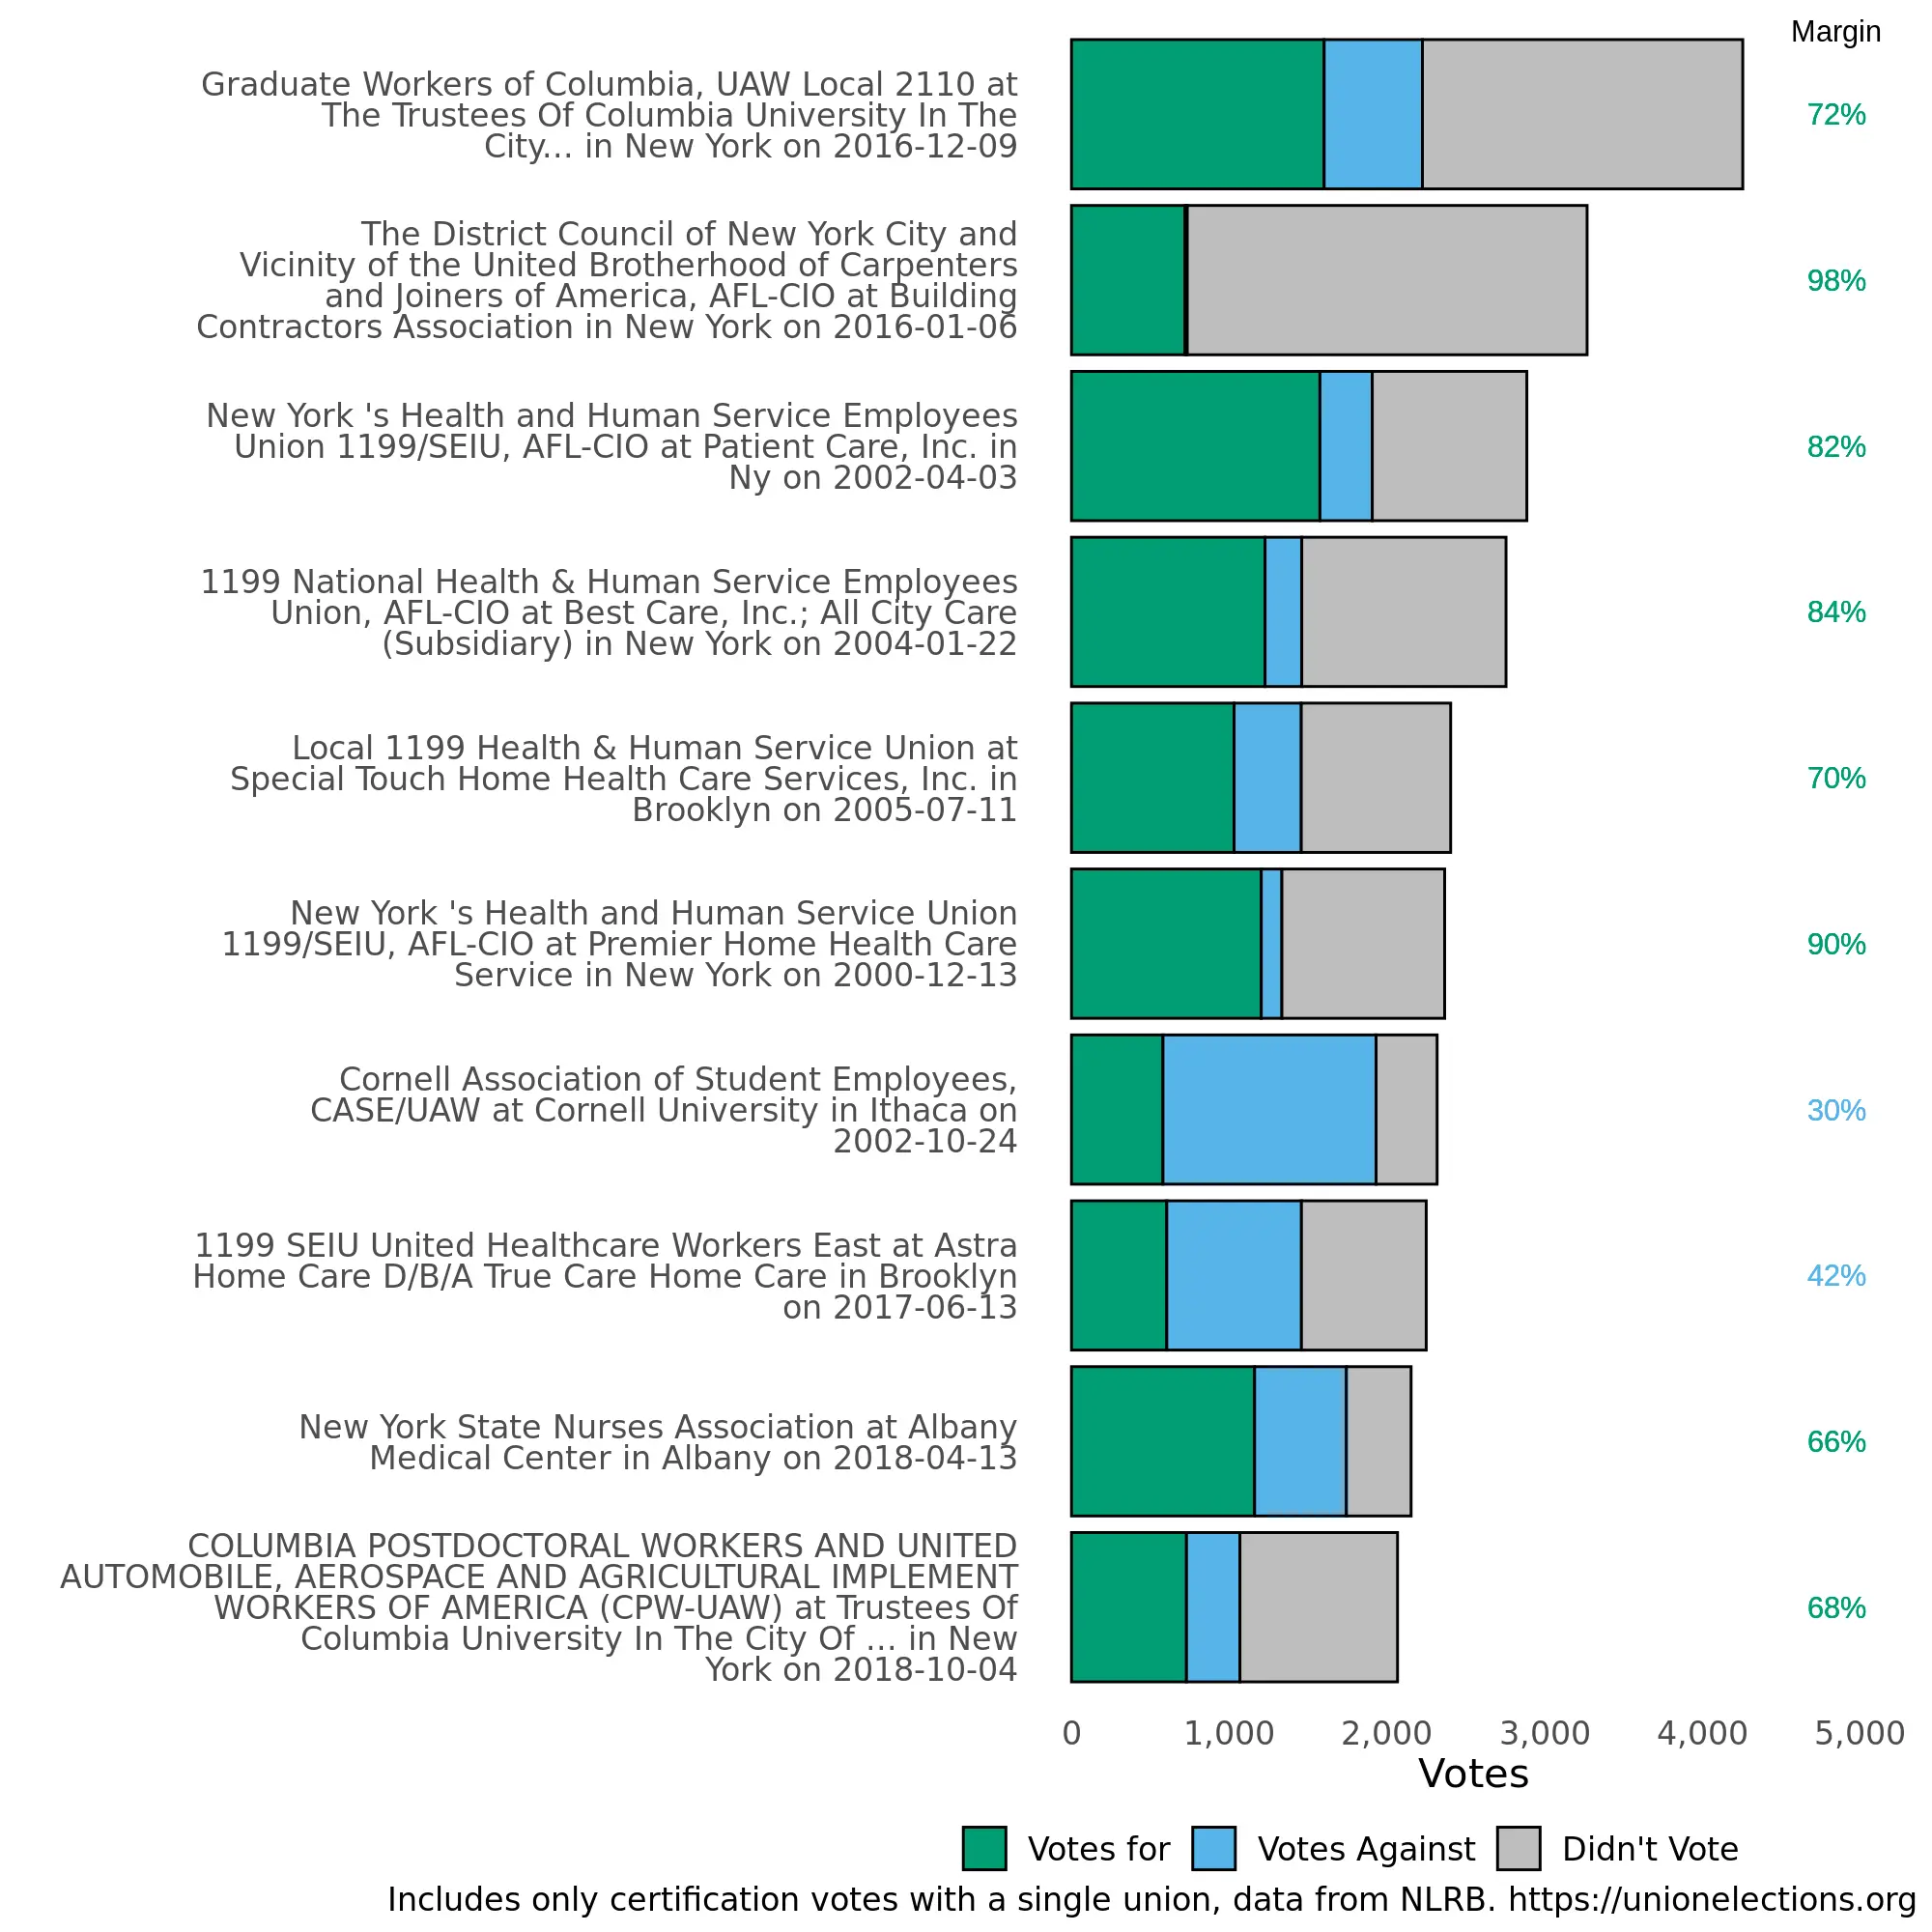 Margin
Graduate Workers of Columbia, UAW Local 2110 at
The Trustees Of Columbia University In The
City... in New York on 2016-12-09
72%
The District Council of New York City and
Vicinity of the United Brotherhood of Carpenters
and Joiners of America, AFL-CIO at Building
Contractors Association in New York on 2016-01-06
98%
New York 's Health and Human Service Employees
Union 1199/SEIU, AFL-CIO at Patient Care, Inc. in
Ny on 2002-04-03
82%
1199 National Health & Human Service Employees
Union, AFL-CIO at Best Care, Inc.; All City Care
(Subsidiary) in New York on 2004-01-22
84%
Local 1199 Health & Human Service Union at
Special Touch Home Health Care Services, Inc. in
Brooklyn on 2005-07-11
70%
New York 's Health and Human Service Union
1199/SEIU, AFL-CIO at Premier Home Health Care
Service in New York on 2000-12-13
90%
Cornell Association of Student Employees,
CASE/UAW at Cornell University in Ithaca on
2002-10-24
30%
1199 SEIU United Healthcare Workers East at Astra
Home Care D/B/A True Care Home Care in Brooklyn
on 2017-06-13
42%
New York State Nurses Association at Albany
Medical Center in Albany on 2018-04-13
66%
COLUMBIA POSTDOCTORAL WORKERS AND UNITED
AUTOMOBILE, AEROSPACE AND AGRICULTURAL IMPLEMENT
WORKERS OF AMERICA (CPW-UAW) at Trustees Of
Columbia University In The City Of ... in New
York on 2018-10-04
68%
0 1,000 2,000 3,000 4,000 5,000
Votes
Votes for Votes Against Didn't Vote
Includes only certification votes with a single union, data from NLRB. https://unionelections.org